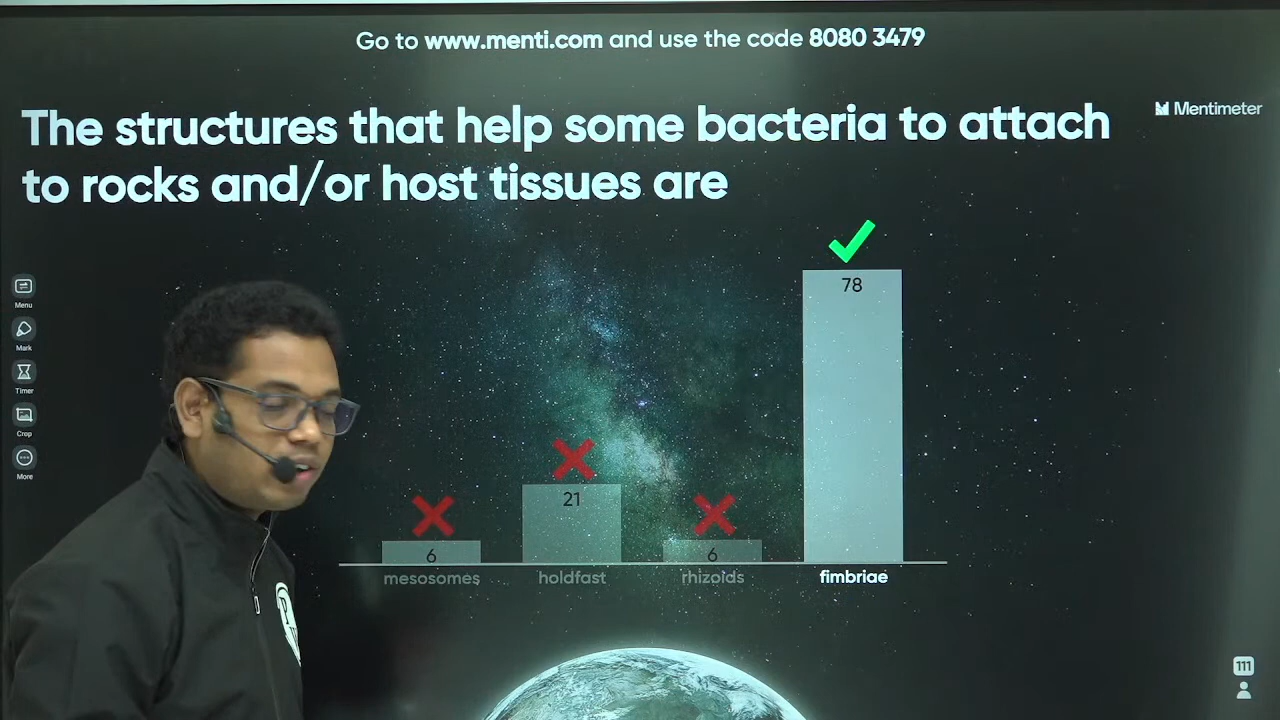 Go to www.menti.com and use the code 8080 3479
Mentimeter
The structures that help some bacteria to attach
to rocks and/or host tissues are
Menu
Mark
Timer
Crop
More
78
21
6
6
mesosomes
holdfast
rhizoids
fimbriae
111